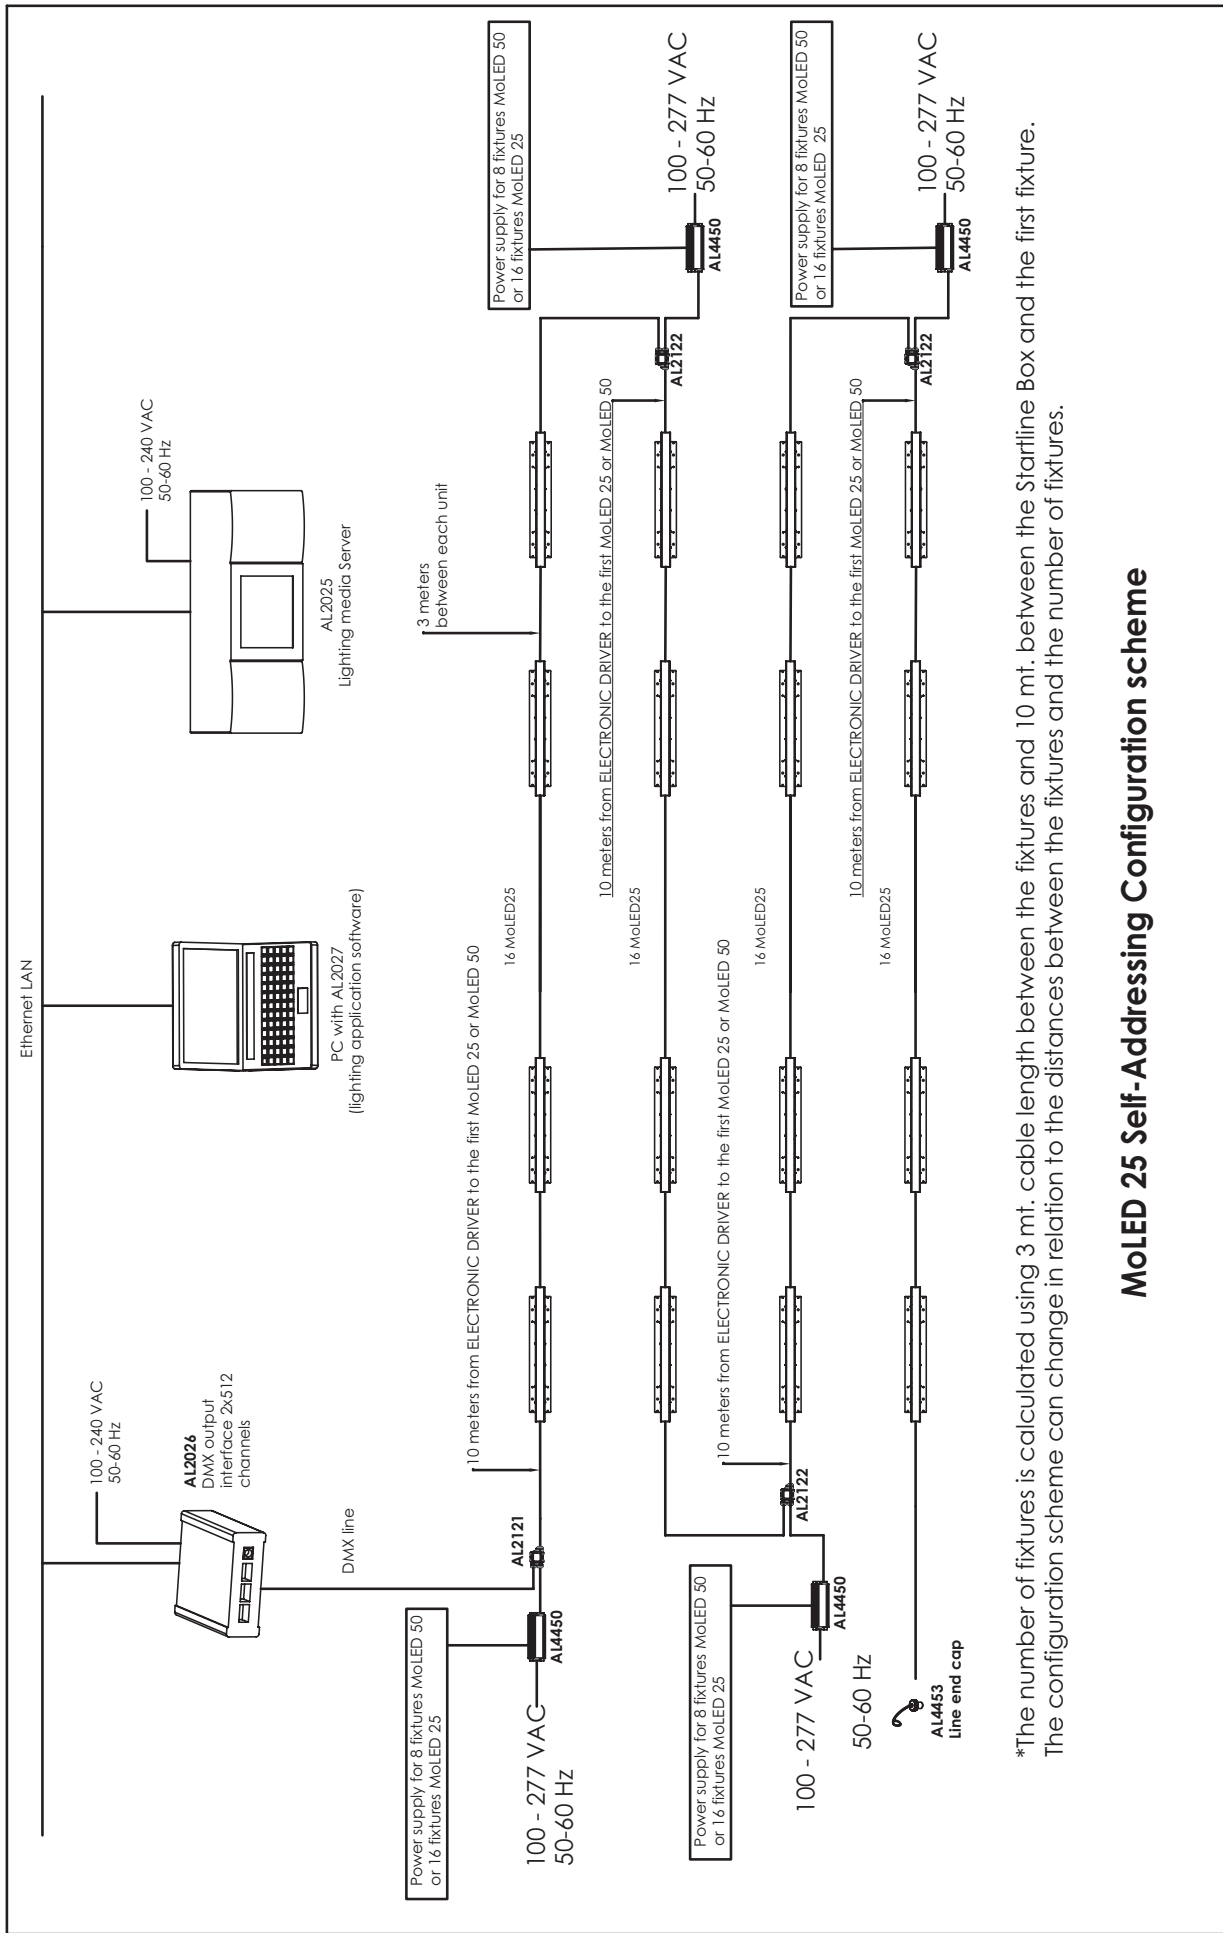 Ethernet LAN
100 - 240 VAC
50-60 Hz
AL2026
DMX output
interface 2x512
channels
DMX line
PC with AL2027
(lighting application software)
100 - 240 VAC
50-60 Hz
AL2025
Lighting media Server
Power supply for 8 fixtures MoLED 50
or 16 fixtures MoLED 25
100 - 277 VAC
50-60 Hz
AL4450
AL2121
10 meters from ELECTRONIC DRIVER to the first MoLED 25 or MoLED 50
16 MoLED25
3 meters
between each unit
Power supply for 8 fixtures MoLED 50
or 16 fixtures MoLED 25
100 - 277 VAC
50-60 Hz
AL4450
AL2122
10 meters from ELECTRONIC DRIVER to the first MoLED 25 or MoLED 50
16 MoLED25
Power supply for 8 fixtures MoLED 50
or 16 fixtures MoLED 25
100 - 277 VAC
50-60 Hz
AL4450
AL2122
10 meters from ELECTRONIC DRIVER to the first MoLED 25 or MoLED 50
16 MoLED25
Power supply for 8 fixtures MoLED 50
or 16 fixtures MoLED 25
100 - 277 VAC
50-60 Hz
AL4450
AL2122
10 meters from ELECTRONIC DRIVER to the first MoLED 25 or MoLED 50
16 MoLED25
AL4453
Line end cap
*The number of fixtures is calculated using 3 mt. cable length between the fixtures and 10 mt. between the Startline Box and the first fixture.
The configuration scheme can change in relation to the distances between the fixtures and the number of fixtures.
MoLED 25 Self-Addressing Configuration scheme